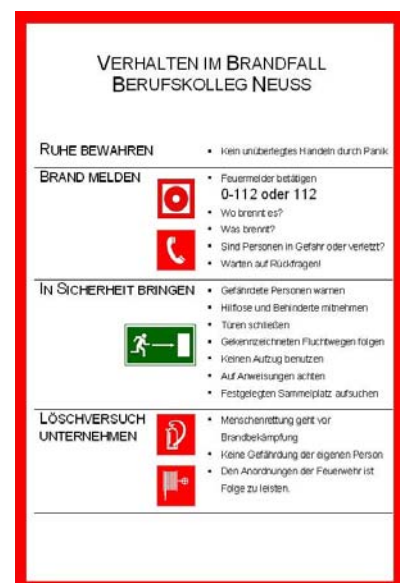 VERHALTEN IM BRANDFALL
BERUFSKOLLEG NEUSS
RUHE BEWAHREN
• Kein unüberlegtes Handeln durch Panik
BRAND MELDEN
• Feuermelder betätigen
0-112 oder 112
• Wo brennt es?
• Was brennt?
• Sind Personen in Gefahr oder verletzt?
• Warten auf Rückfragen!
IN SICHERHEIT BRINGEN
• Gefährdete Personen warnen
• Hilflose und Behinderte mitnehmen
• Türen schließen
• Gekennzeichneten Fluchtwegen folgen
• Keinen Aufzug benutzen
• Auf Anweisungen achten
• Festgelegten Sammelplatz aufsuchen
LÖSCHVERSUCH
UNTERNEHMEN
• Menschenrettung geht vor
Brandbekämpfung
• Keine Gefährdung der eigenen Person
• Den Anordnungen der Feuerwehr ist
Folge zu leisten.